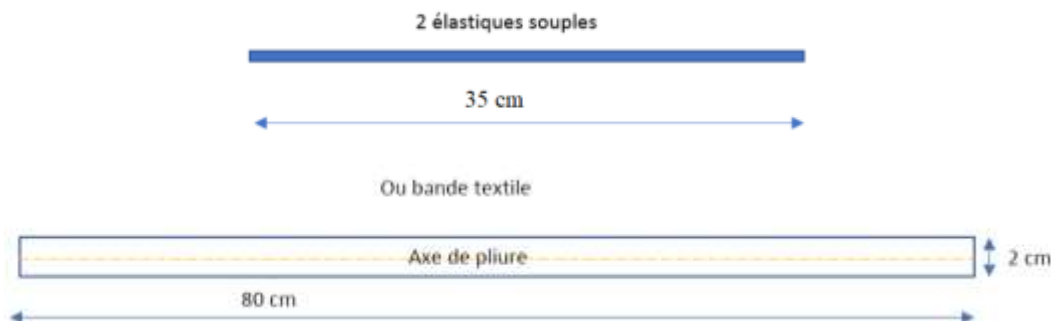 2 élastiques souples
35 cm
Ou bande textile
Axe de pliure
2 cm
80 cm